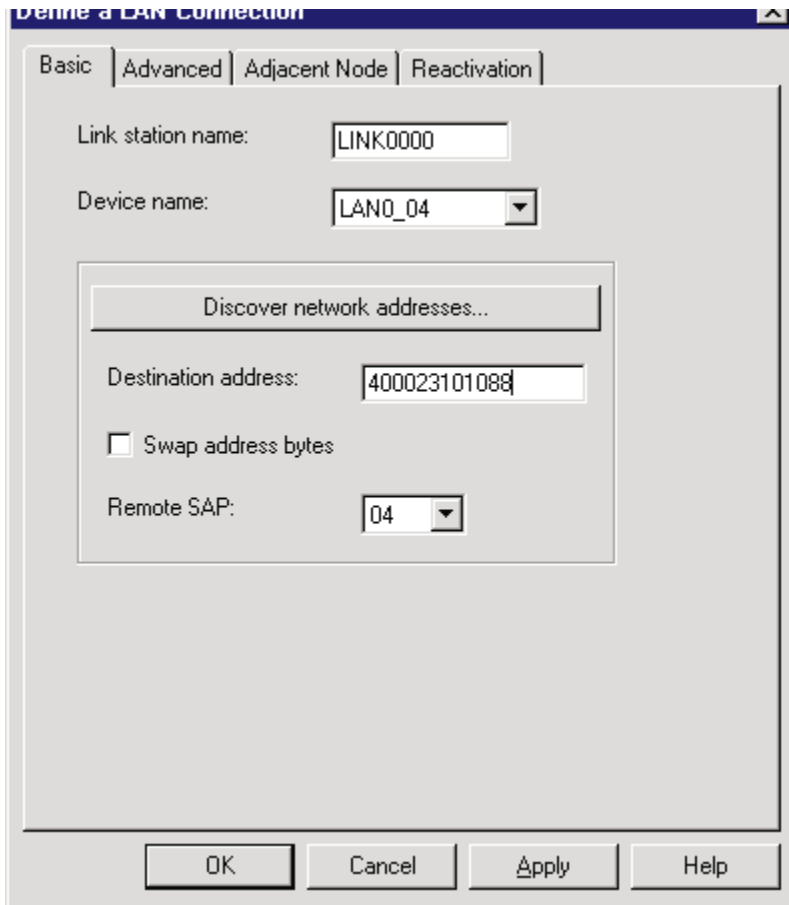 Define a LAN Connection
Basic Advanced Adjacent Node Reactivation
Link station name: LINK0000
Device name: LAN0_04
Discover network addresses...
Destination address: 400023101088
Swap address bytes
Remote SAP: 04
OK Cancel Apply Help